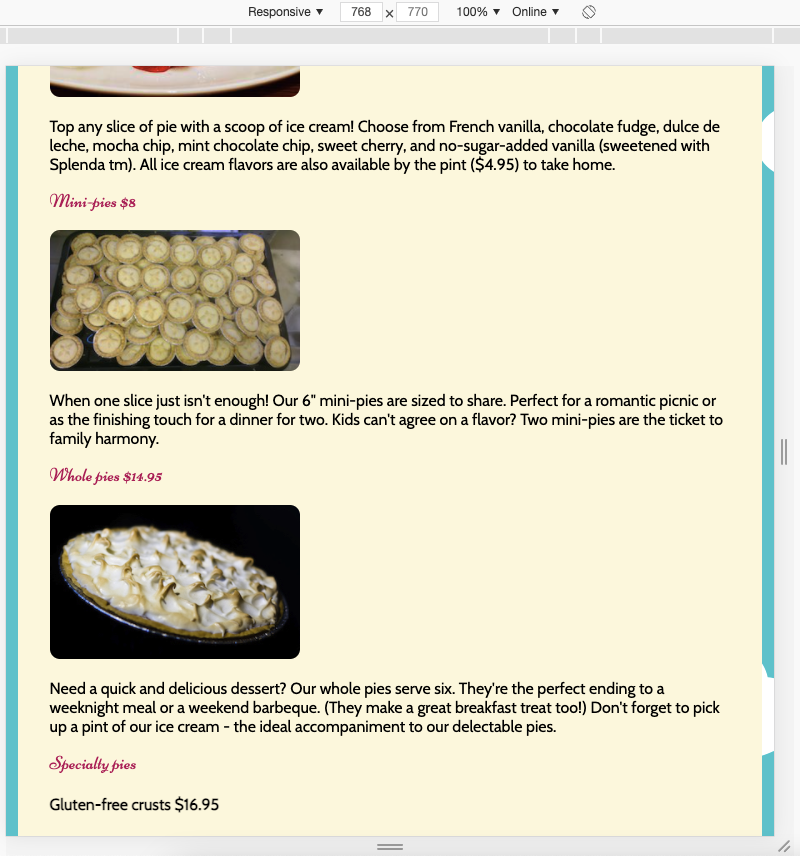 Responsive ▼ 768 x 770 100% ▼ Online ▼
Top any slice of pie with a scoop of ice cream! Choose from French vanilla, chocolate fudge, dulce de
leche, mocha chip, mint chocolate chip, sweet cherry, and no-sugar-added vanilla (sweetened with
Splenda tm). All ice cream flavors are also available by the pint ($4.95) to take home.
Mini-pies $8
When one slice just isn't enough! Our 6" mini-pies are sized to share. Perfect for a romantic picnic or
as the finishing touch for a dinner for two. Kids can't agree on a flavor? Two mini-pies are the ticket to
family harmony.
Whole pies $14.95
Need a quick and delicious dessert? Our whole pies serve six. They're the perfect ending to a
weeknight meal or a weekend barbeque. (They make a great breakfast treat too!) Don't forget to pick
up a pint of our ice cream - the ideal accompaniment to our delectable pies.
Specialty pies
Gluten-free crusts $16.95